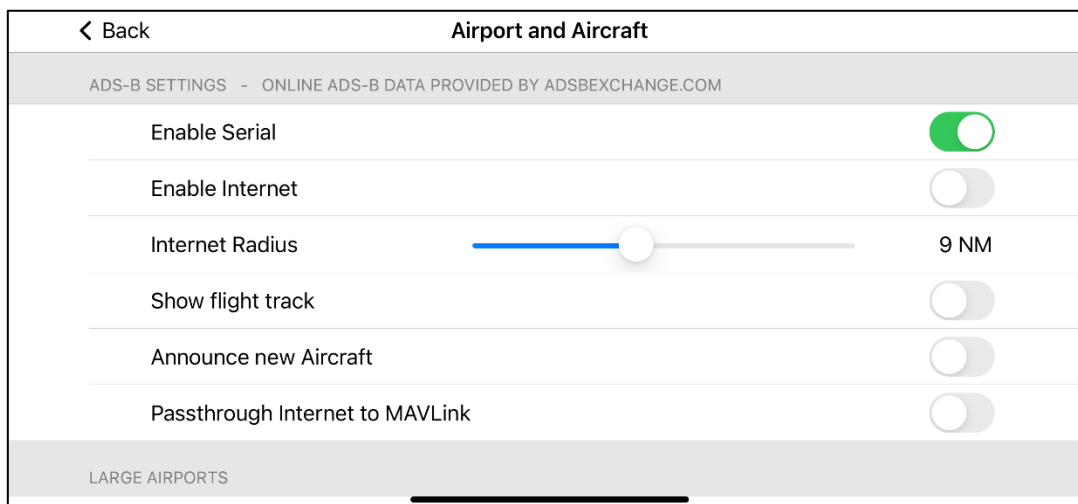 Back
Airport and Aircraft
ADS-B SETTINGS - ONLINE ADS-B DATA PROVIDED BY ADSBEXCHANGE.COM
Enable Serial
Enable Internet
Internet Radius 9 NM
Show flight track
Announce new Aircraft
Passthrough Internet to MAVLink
LARGE AIRPORTS